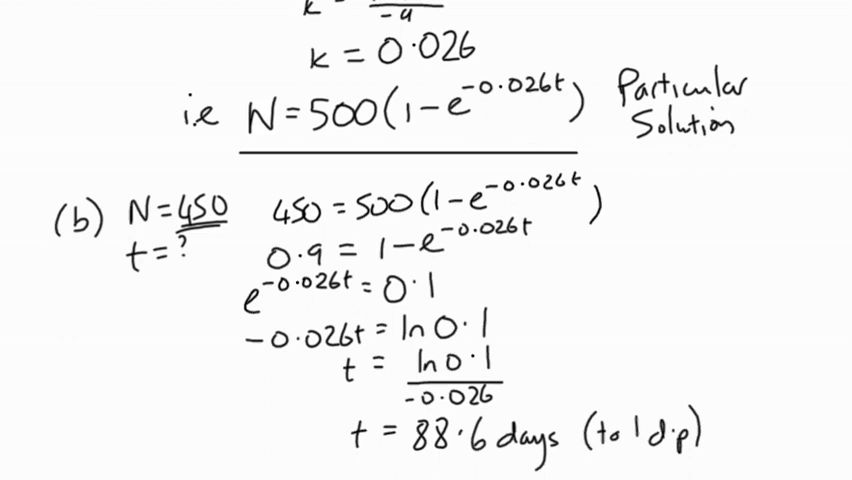 k = -9
k = 0.026
i.e N = 500(1 - e^-0.026t) Particular Solution
(b) N = 450 450 = 500(1 - e^-0.026t)
t = ? 0.9 = 1 - e^-0.026t
e^-0.026t = 0.1
-0.026t = ln 0.1
t = ln 0.1 / -0.026
t = 88.6 days (to 1 d.p)